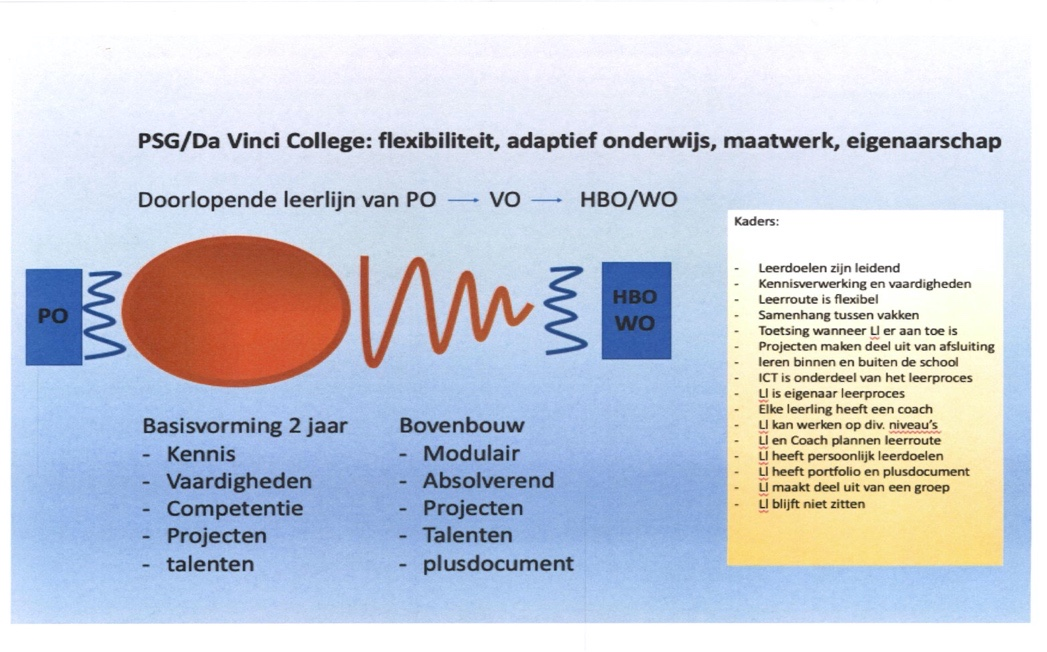 PSG/Da Vinci College: flexibiliteit, adaptief onderwijs, maatwerk, eigenaarschap
Doorlopende leerlijn van PO → VO → HBO/WO
PO
HBO
WO
Basisvorming 2 jaar
- Kennis
- Vaardigheden
- Competentie
- Projecten
- talenten
Bovenbouw
- Modulair
- Absolverend
- Projecten
- Talenten
- plusdocument
Kaders:
- Leerdoelen zijn leidend
- Kennisverwerking en vaardigheden
- Leerroute is flexibel
- Samenhang tussen vakken
- Toetsing wanneer Ll er aan toe is
- Projecten maken deel uit van afsluiting
- leren binnen en buiten de school
- ICT is onderdeel van het leerproces
- Ll is eigenaar leerproces
- Elke leerling heeft een coach
- Ll kan werken op div. niveau's
- Ll en Coach plannen leerroute
- Ll heeft persoonlijk leerdoelen
- Ll heeft portfolio en plusdocument
- Ll maakt deel uit van een groep
- Ll blijft niet zitten